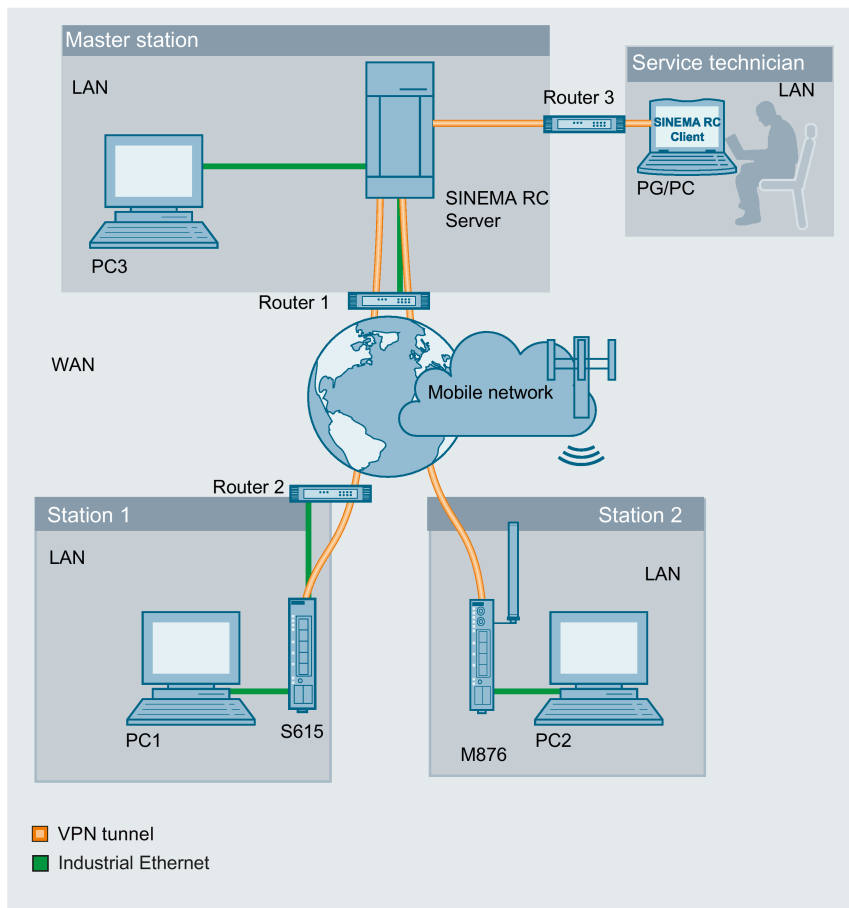 Master station
Service technician
LAN
LAN
Router 3
SINEMA RC
Client
PG/PC
SINEMA RC
Server
PC3
Router 1
WAN
Mobile network
Router 2
Station 1
Station 2
LAN
LAN
S615
PC1
PC2
M876
VPN tunnel
Industrial Ethernet